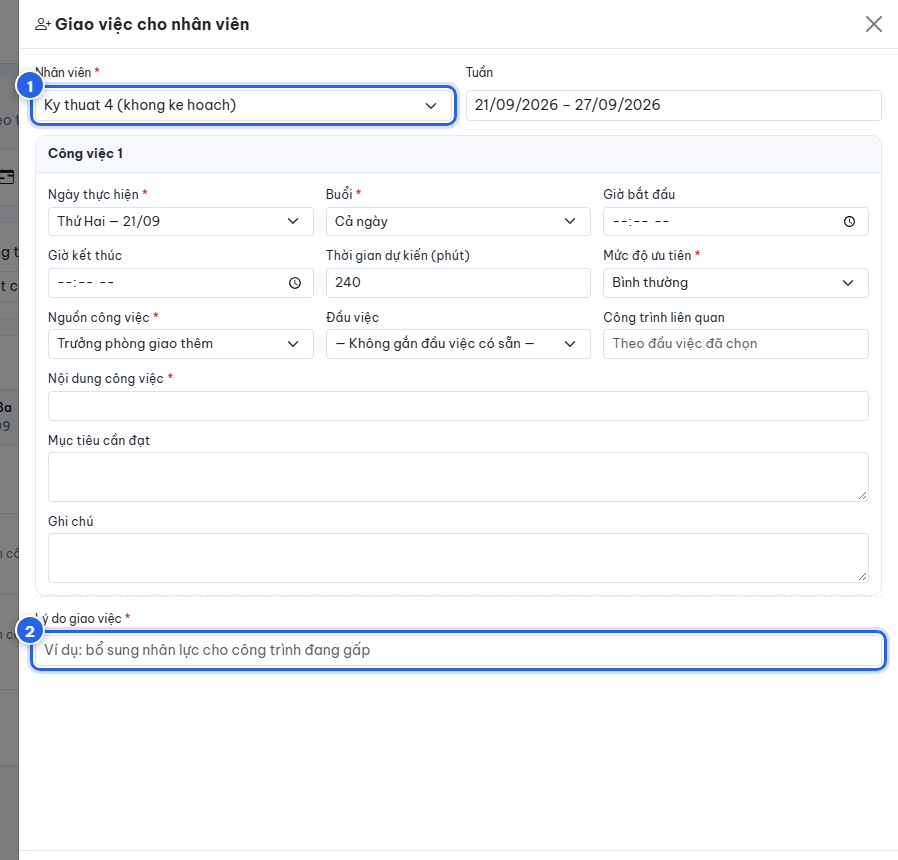 Giao việc cho nhân viên
Nhân viên * Tuần
1
Ky thuat 4 (khong ke hoach) 21/09/2026 – 27/09/2026
Công việc 1
Ngày thực hiện * Buổi * Giờ bắt đầu
Thứ Hai — 21/09 Cả ngày --:-- --
Giờ kết thúc Thời gian dự kiến (phút) Mức độ ưu tiên *
--:-- -- 240 Bình thường
Nguồn công việc * Đầu việc Công trình liên quan
Trưởng phòng giao thêm — Không gắn đầu việc có sẵn — Theo đầu việc đã chọn
Nội dung công việc *
Mục tiêu cần đạt
Ghi chú
Lý do giao việc *
2
Ví dụ: bổ sung nhân lực cho công trình đang gấp